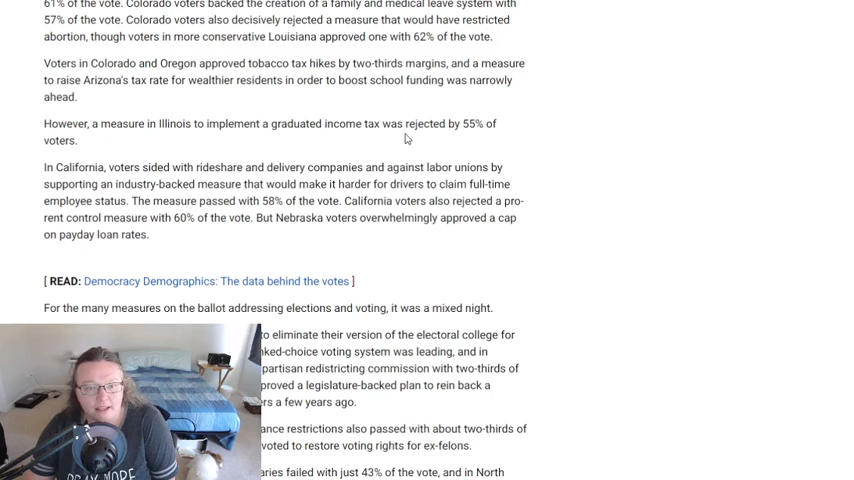 61% of the vote. Colorado voters backed the creation of a family and medical leave system with
57% of the vote. Colorado voters also decisively rejected a measure that would have restricted
abortion, though voters in more conservative Louisiana approved one with 62% of the vote.
Voters in Colorado and Oregon approved tobacco tax hikes by two-thirds margins, and a measure
to raise Arizona's tax rate for wealthier residents in order to boost school funding was narrowly
ahead.
However, a measure in Illinois to implement a graduated income tax was rejected by 55% of
voters.
In California, voters sided with rideshare and delivery companies and against labor unions by
supporting an industry-backed measure that would make it harder for drivers to claim full-time
employee status. The measure passed with 58% of the vote. California voters also rejected a pro-
rent control measure with 60% of the vote. But Nebraska voters overwhelmingly approved a cap
on payday loan rates.
[ READ: Democracy Demographics: The data behind the votes ]
For the many measures on the ballot addressing elections and voting, it was a mixed night.
to eliminate their version of the electoral college for
nked-choice voting system was leading, and in
partisan redistricting commission with two-thirds of
proved a legislature-backed plan to rein back a
ers a few years ago.
ance restrictions also passed with about two-thirds of
voted to restore voting rights for ex-felons.
aries failed with just 43% of the vote, and in North